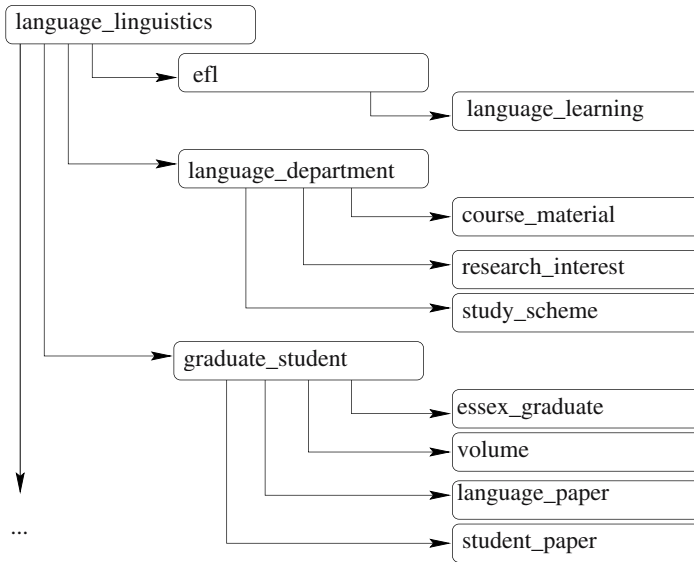 language_linguistics
efl
language_learning
language_department
course_material
research_interest
study_scheme
graduate_student
essex_graduate
volume
language_paper
student_paper
...